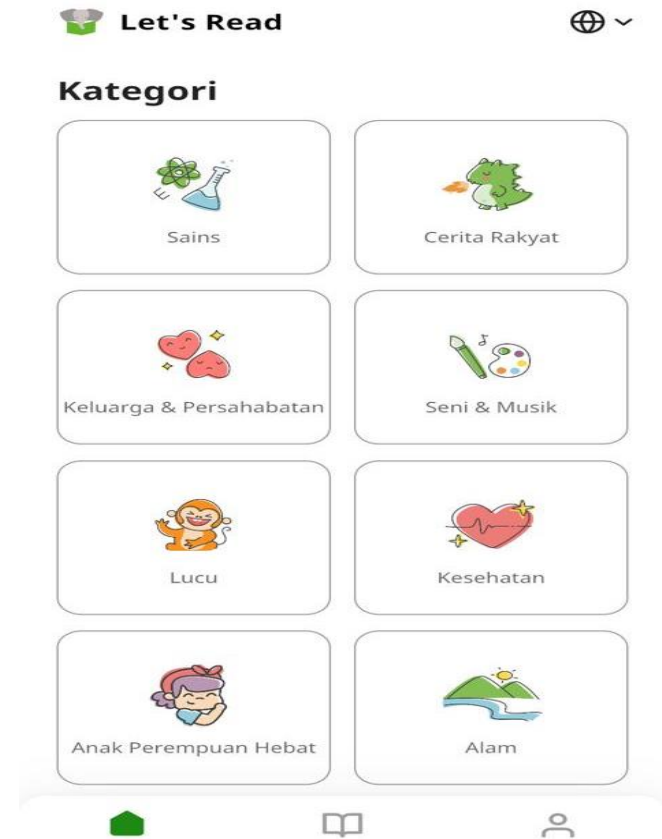 Let's Read
Kategori
Sains
Cerita Rakyat
Keluarga & Persahabatan
Seni & Musik
Lucu
Kesehatan
Anak Perempuan Hebat
Alam